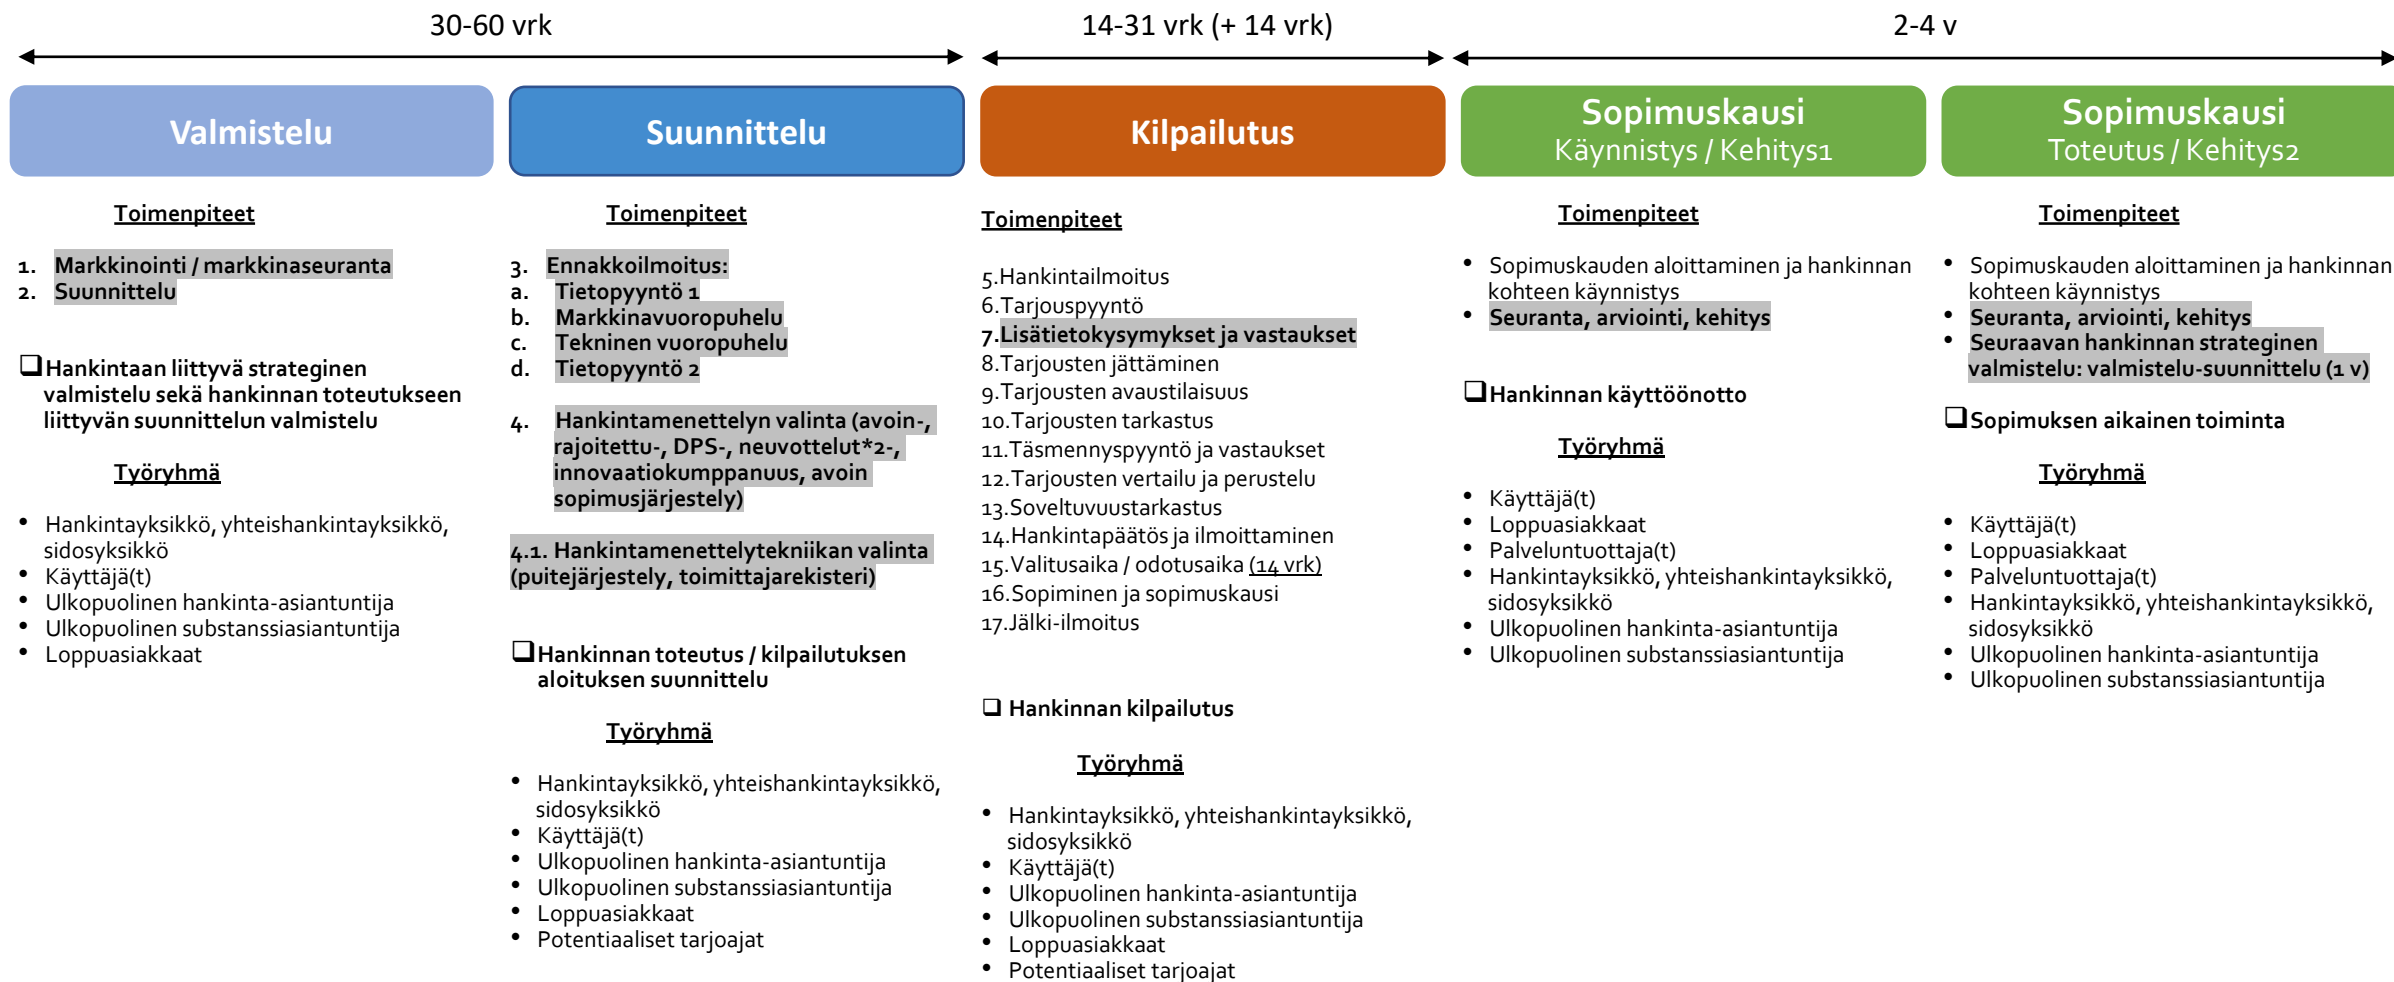 30-60 vrk
14-31 vrk (+ 14 vrk)
2-4 v
Valmistelu
Toimenpiteet
1. Markkinointi / markkinaseuranta
2. Suunnittelu
❑Hankintaan liittyvä strateginen
valmistelu sekä hankinnan toteutukseen
liittyvän suunnittelun valmistelu
Työryhmä
• Hankintayksikkö, yhteishankintayksikkö,
sidosyksikkö
• Käyttäjä(t)
• Ulkopuolinen hankinta-asiantuntija
• Ulkopuolinen substanssiasiantuntija
• Loppuasiakkaat
Suunnittelu
Toimenpiteet
3. Ennakkoilmoitus:
a. Tietopyyntö 1
b. Markkinavuoropuhelu
c. Tekninen vuoropuhelu
d. Tietopyyntö 2
4. Hankintamenettelyn valinta (avoin-,
rajoitettu-, DPS-, neuvottelut*2-,
innovaatiokumppanuus, avoin
sopimusjärjestely)
4.1. Hankintamenettelytekniikan valinta
(puitejärjestely, toimittajarekisteri)
❑Hankinnan toteutus / kilpailutuksen
aloituksen suunnittelu
Työryhmä
• Hankintayksikkö, yhteishankintayksikkö,
sidosyksikkö
• Käyttäjä(t)
• Ulkopuolinen hankinta-asiantuntija
• Ulkopuolinen substanssiasiantuntija
• Loppuasiakkaat
• Potentiaaliset tarjoajat
Kilpailutus
Toimenpiteet
5.Hankintailmoitus
6.Tarjouspyyntö
7.Lisätietokysymykset ja vastaukset
8.Tarjousten jättäminen
9.Tarjousten avaustilaisuus
10.Tarjousten tarkastus
11.Täsmennyspyyntö ja vastaukset
12.Tarjousten vertailu ja perustelu
13.Soveltuvuustarkastus
14.Hankintapäätös ja ilmoittaminen
15.Valitusaika / odotusaika (14 vrk)
16.Sopiminen ja sopimuskausi
17.Jälki-ilmoitus
❑ Hankinnan kilpailutus
Työryhmä
• Hankintayksikkö, yhteishankintayksikkö,
sidosyksikkö
• Käyttäjä(t)
• Ulkopuolinen hankinta-asiantuntija
• Ulkopuolinen substanssiasiantuntija
• Loppuasiakkaat
• Potentiaaliset tarjoajat
Sopimuskausi
Käynnistys / Kehitys1
Toimenpiteet
• Sopimuskauden aloittaminen ja hankinnan
kohteen käynnistys
• Seuranta, arviointi, kehitys
❑Hankinnan käyttöönotto
Työryhmä
• Käyttäjä(t)
• Loppuasiakkaat
• Palveluntuottaja(t)
• Hankintayksikkö, yhteishankintayksikkö,
sidosyksikkö
• Ulkopuolinen hankinta-asiantuntija
• Ulkopuolinen substanssiasiantuntija
Sopimuskausi
Toteutus / Kehitys2
Toimenpiteet
• Sopimuskauden aloittaminen ja hankinnan
kohteen käynnistys
• Seuranta, arviointi, kehitys
• Seuraavan hankinnan strateginen
valmistelu: valmistelu-suunnittelu (1 v)
❑Sopimuksen aikainen toiminta
Työryhmä
• Käyttäjä(t)
• Loppuasiakkaat
• Palveluntuottaja(t)
• Hankintayksikkö, yhteishankintayksikkö,
sidosyksikkö
• Ulkopuolinen hankinta-asiantuntija
• Ulkopuolinen substanssiasiantuntija